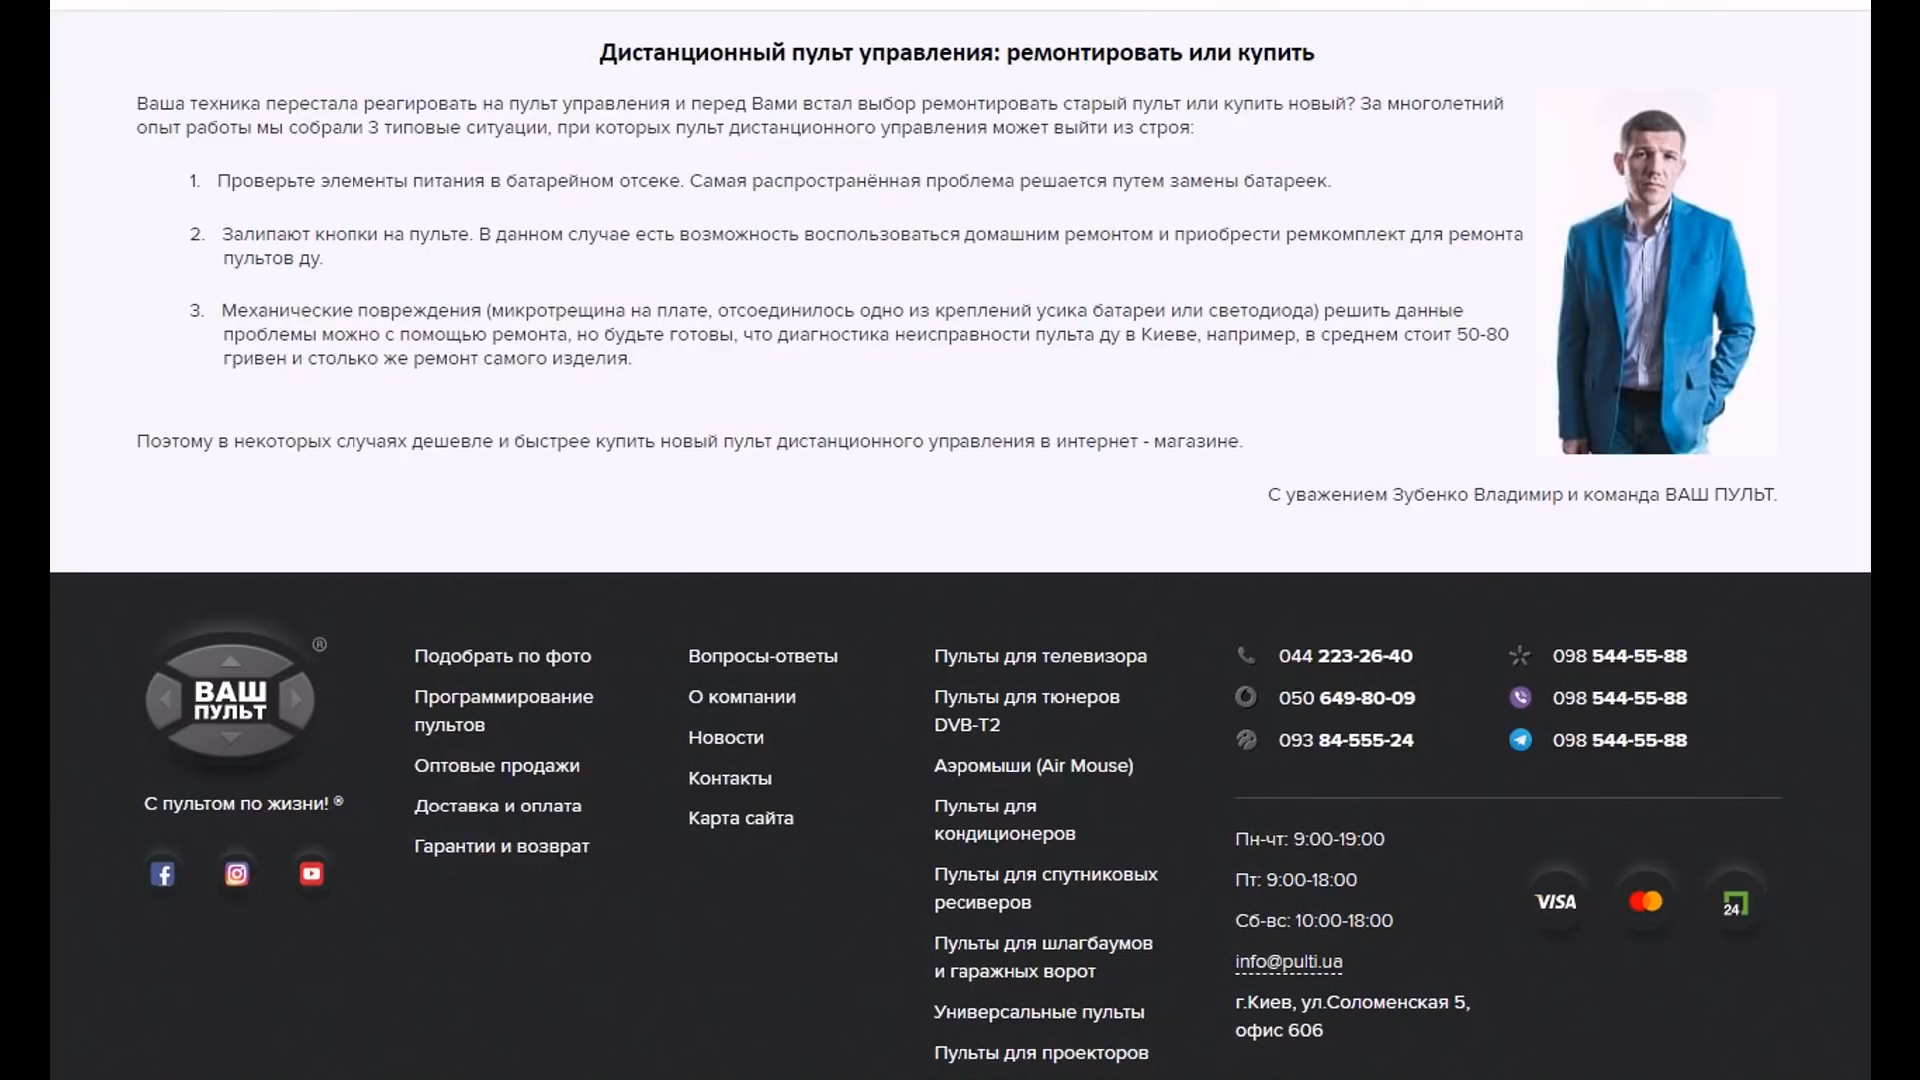 Дистанционный пульт управления: ремонтировать или купить
Ваша техника перестала реагировать на пульт управления и перед Вами встал выбор ремонтировать старый пульт или купить новый? За многолетний
опыт работы мы собрали 3 типовые ситуации, при которых пульт дистанционного управления может выйти из строя:
1. Проверьте элементы питания в батарейном отсеке. Самая распространённая проблема решается путем замены батареек.
2. Залипают кнопки на пульте. В данном случае есть возможность воспользоваться домашним ремонтом и приобрести ремкомплект для ремонта
пультов ду.
3. Механические повреждения (микротрещина на плате, отсоединилось одно из креплений усика батареи или светодиода) решить данные
проблемы можно с помощью ремонта, но будьте готовы, что диагностика неисправности пульта ду в Киеве, например, в среднем стоит 50-80
гривен и столько же ремонт самого изделия.
Поэтому в некоторых случаях дешевле и быстрее купить новый пульт дистанционного управления в интернет - магазине.
С уважением Зубенко Владимир и команда ВАШ ПУЛЬТ.
ВАШ
ПУЛЬТ
®
С пультом по жизни! ®
Подобрать по фото
Программирование
пультов
Оптовые продажи
Доставка и оплата
Гарантии и возврат
Вопросы-ответы
О компании
Новости
Контакты
Карта сайта
Пульты для телевизора
Пульты для тюнеров
DVB-T2
Аэромыши (Air Mouse)
Пульты для
кондиционеров
Пульты для спутниковых
ресиверов
Пульты для шлагбаумов
и гаражных ворот
Универсальные пульты
Пульты для проекторов
044 223-26-40
050 649-80-09
093 84-555-24
098 544-55-88
098 544-55-88
098 544-55-88
Пн-чт: 9:00-19:00
Пт: 9:00-18:00
Сб-вс: 10:00-18:00
info@pulti.ua
г.Киев, ул.Соломенская 5,
офис 606
VISA
24